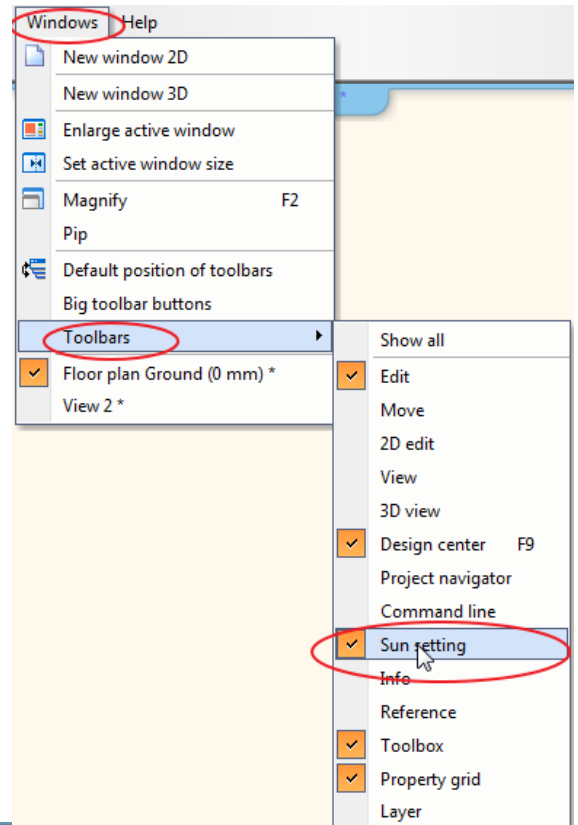 Windows Help
New window 2D
New window 3D
*
Enlarge active window
Set active window size
Magnify F2
Pip
Default position of toolbars
Big toolbar buttons
Toolbars
Floor plan Ground (0 mm) *
View 2 *
Show all
Edit
Move
2D edit
View
3D view
Design center F9
Project navigator
Command line
Sun setting
Info
Reference
Toolbox
Property grid
Layer